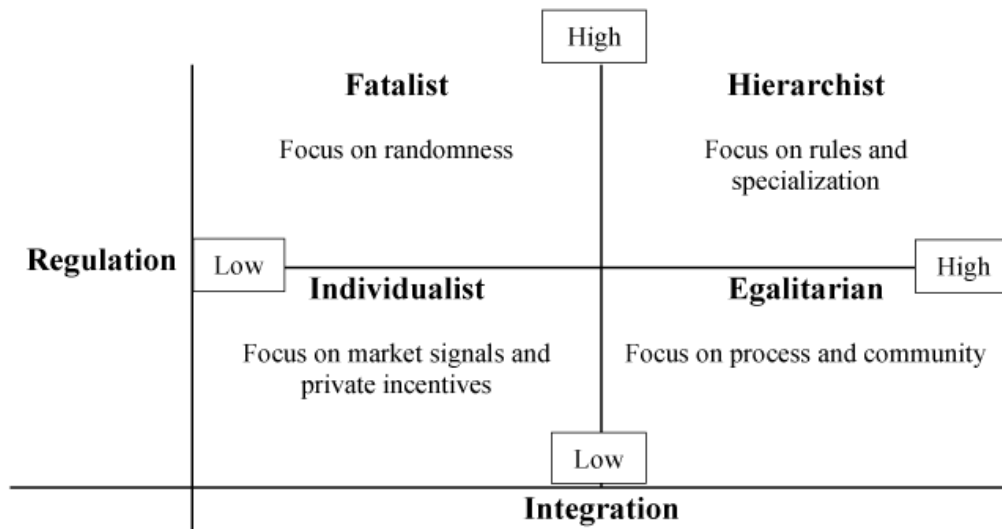 High
Fatalist
Hierarchist
Focus on randomness
Focus on rules and
specialization
Regulation
Low
High
Individualist
Egalitarian
Focus on market signals and
private incentives
Focus on process and community
Low
Integration